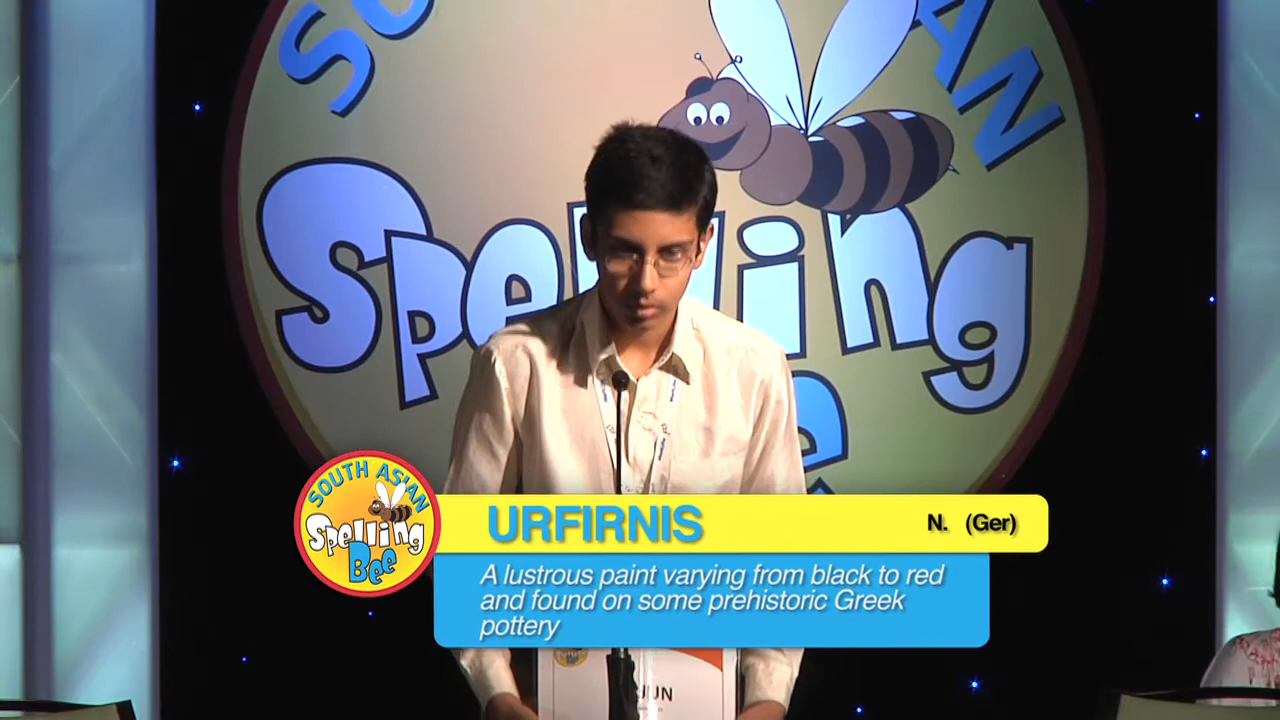 Spelling
SOUTH ASIAN
Spelling
Bee
URFIRNIS
N. (Ger)
A lustrous paint varying from black to red
and found on some prehistoric Greek
pottery